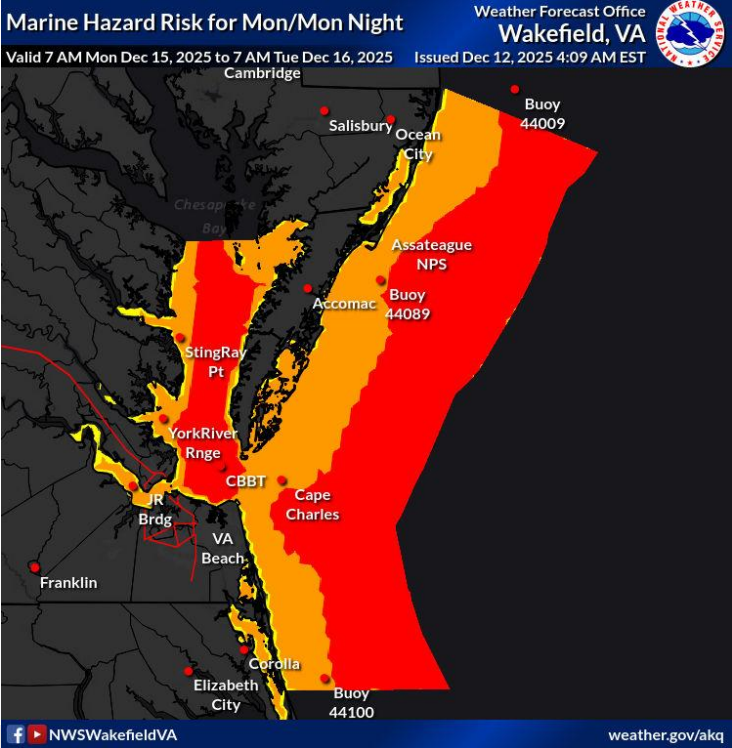 Marine Hazard Risk for Mon/Mon Night
Weather Forecast Office
Wakefield, VA
Valid 7 AM Mon Dec 15, 2025 to 7 AM Tue Dec 16, 2025
Issued Dec 12, 2025 4:09 AM EST
NATIONAL WEATHER SERVICE
Cambridge
Buoy
44009
Salisbury
Ocean
City
Chesapeake
Bay
Assateague
NPS
Accomac
Buoy
44089
StingRay
Pt
YorkRiver
Rnge
CBBT
Cape
Charles
JR
Brdg
VA
Beach
Franklin
Corolla
Elizabeth
City
Buoy
44100
NWSWakefieldVA
weather.gov/akq